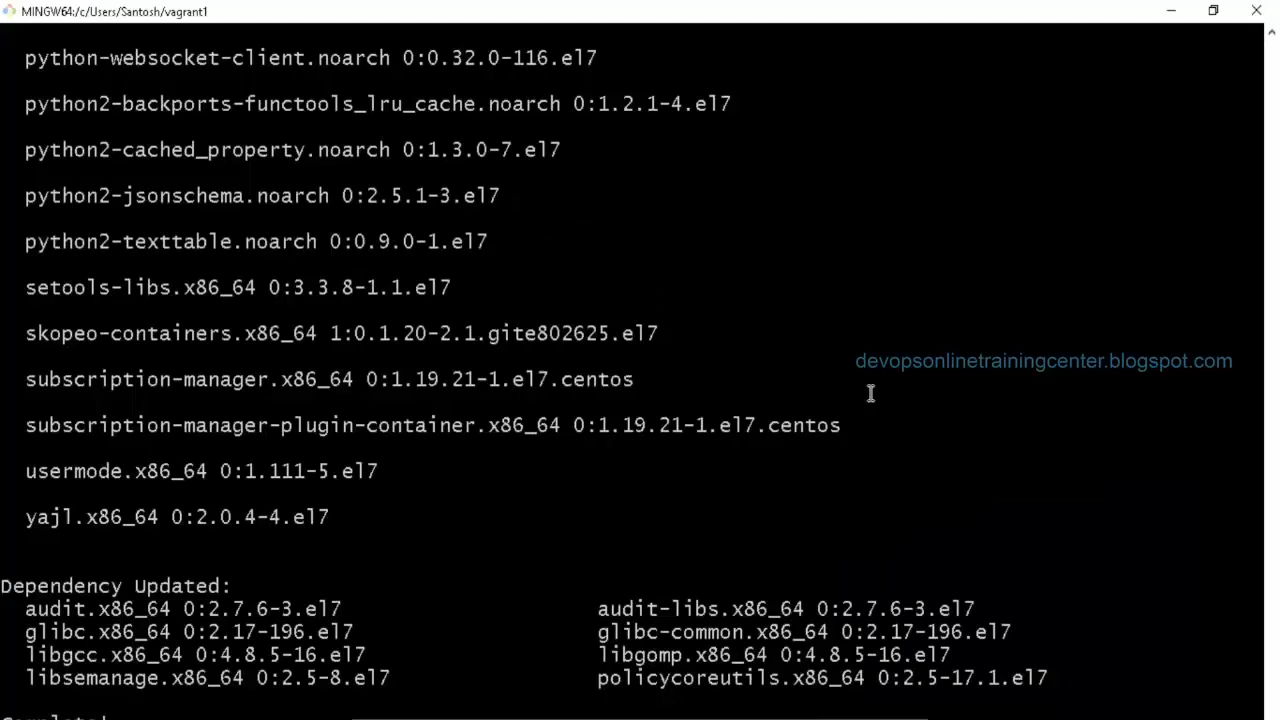 MINGW64:/c/Users/Santosh/vagrant1
python-websocket-client.noarch 0:0.32.0-116.el7
python2-backports-functools_lru_cache.noarch 0:1.2.1-4.el7
python2-cached_property.noarch 0:1.3.0-7.el7
python2-jsonschema.noarch 0:2.5.1-3.el7
python2-texttable.noarch 0:0.9.0-1.el7
setools-libs.x86_64 0:3.3.8-1.1.el7
skopeo-containers.x86_64 1:0.1.20-2.1.gite802625.el7
devopsonlinetrainingcenter.blogspot.com
subscription-manager.x86_64 0:1.19.21-1.el7.centos
subscription-manager-plugin-container.x86_64 0:1.19.21-1.el7.centos
usermode.x86_64 0:1.111-5.el7
yajl.x86_64 0:2.0.4-4.el7
Dependency Updated:
audit.x86_64 0:2.7.6-3.el7 audit-libs.x86_64 0:2.7.6-3.el7
glibc.x86_64 0:2.17-196.el7 glibc-common.x86_64 0:2.17-196.el7
libgcc.x86_64 0:4.8.5-16.el7 libgomp.x86_64 0:4.8.5-16.el7
libsemanage.x86_64 0:2.5-8.el7 policycoreutils.x86_64 0:2.5-17.1.el7